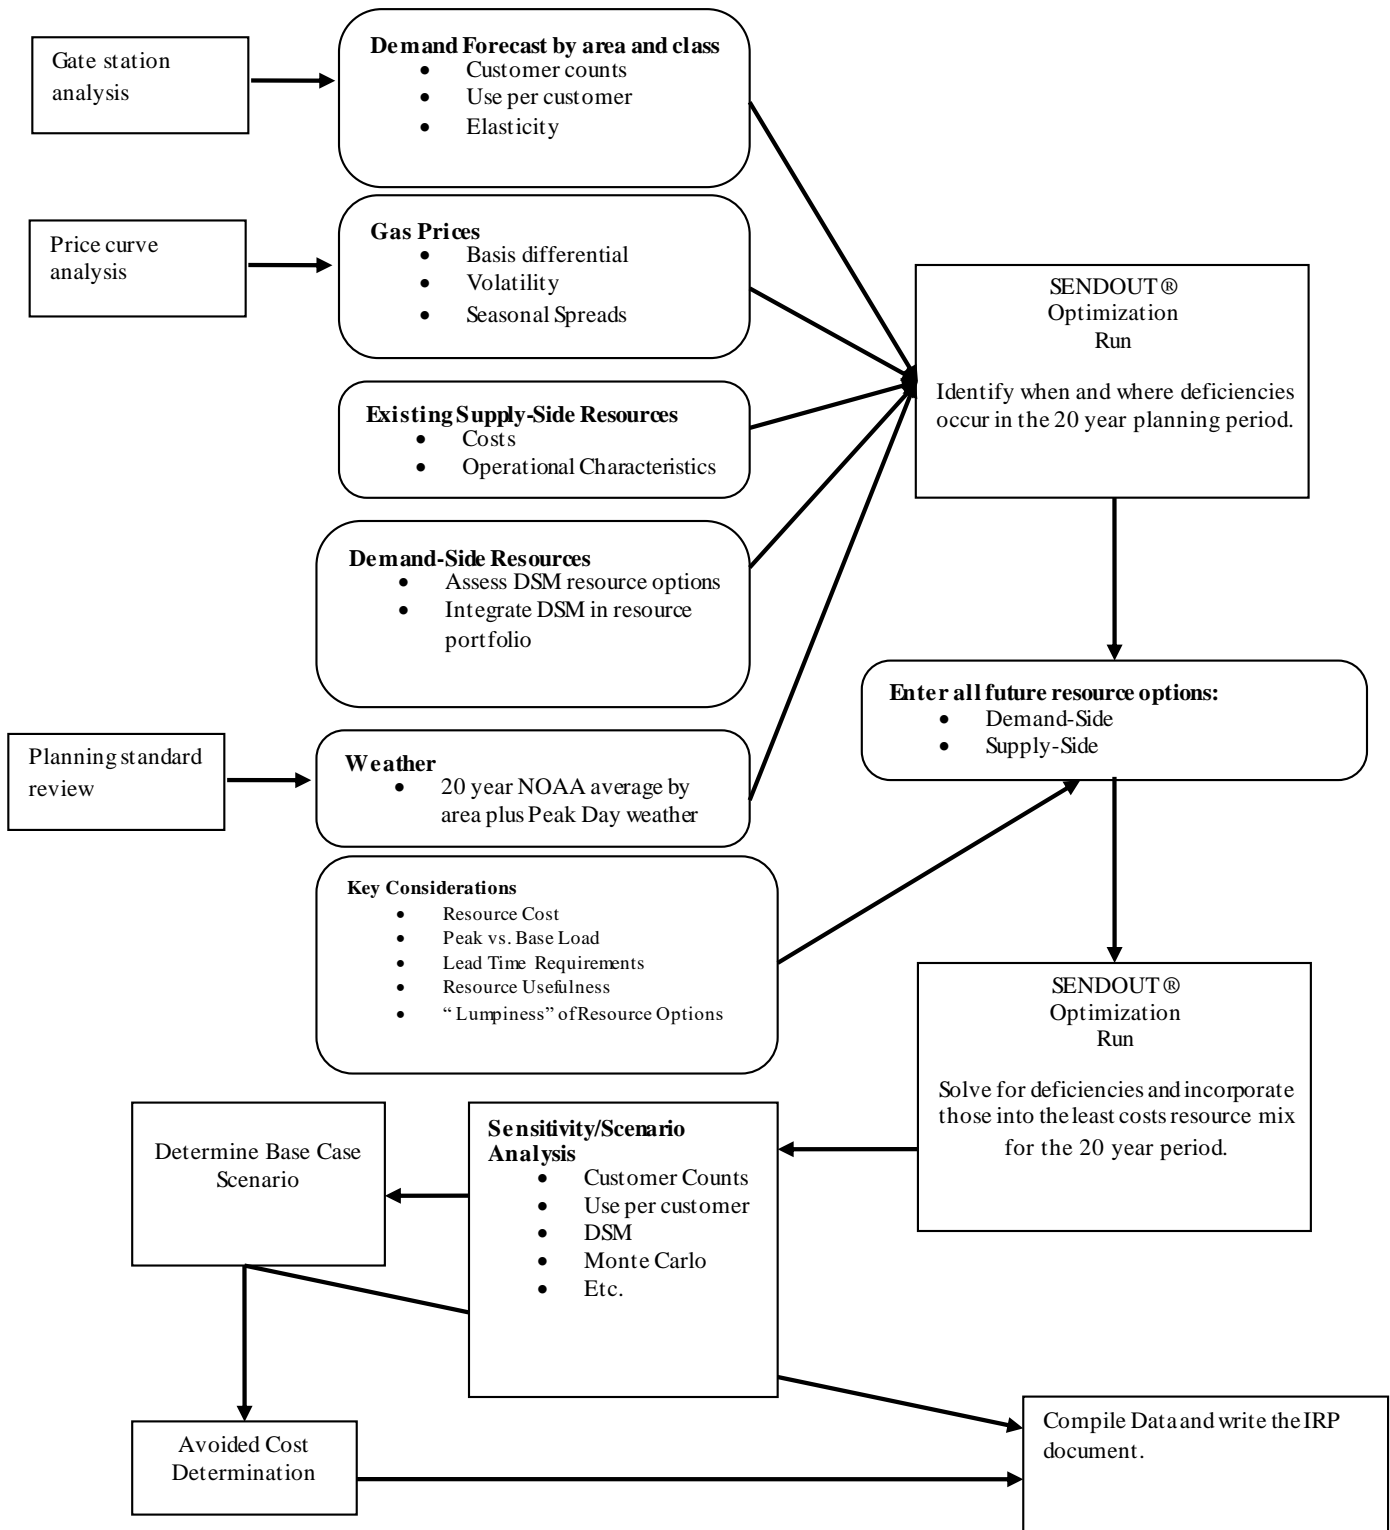 Gate station
analysis
Demand Forecast by area and class
• Customer counts
• Use per customer
• Elasticity
Price curve
analysis
Gas Prices
• Basis differential
• Volatility
• Seasonal Spreads
Existing Supply-Side Resources
• Costs
• Operational Characteristics
SENDOUT®
Optimization
Run
Identify when and where deficiencies
occur in the 20 year planning period.
Demand-Side Resources
• Assess DSM resource options
• Integrate DSM in resource
portfolio
Enter all future resource options:
• Demand-Side
• Supply-Side
Planning standard
review
Weather
• 20 year NOAA average by
area plus Peak Day weather
Key Considerations
• Resource Cost
• Peak vs. Base Load
• Lead Time Requirements
• Resource Usefulness
• “Lumpiness” of Resource Options
SENDOUT®
Optimization
Run
Solve for deficiencies and incorporate
those into the least costs resource mix
for the 20 year period.
Sensitivity/Scenario
Analysis
• Customer Counts
• Use per customer
• DSM
• Monte Carlo
• Etc.
Determine Base Case
Scenario
Avoided Cost
Determination
Compile Data and write the IRP
document.